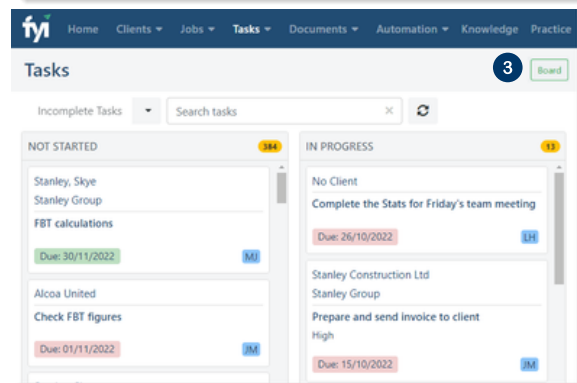 fyi Home Clients Jobs Tasks Documents Automation Knowledge Practice
Tasks 3 Board
Incomplete Tasks Search tasks
NOT STARTED 384
Stanley, Skye
Stanley Group
FBT calculations
Due: 30/11/2022 MJ
Alcoa United
Check FBT figures
Due: 01/11/2022 JM
IN PROGRESS 13
No Client
Complete the Stats for Friday's team meeting
Due: 26/10/2022 LH
Stanley Construction Ltd
Stanley Group
Prepare and send invoice to client
High
Due: 15/10/2022 JM